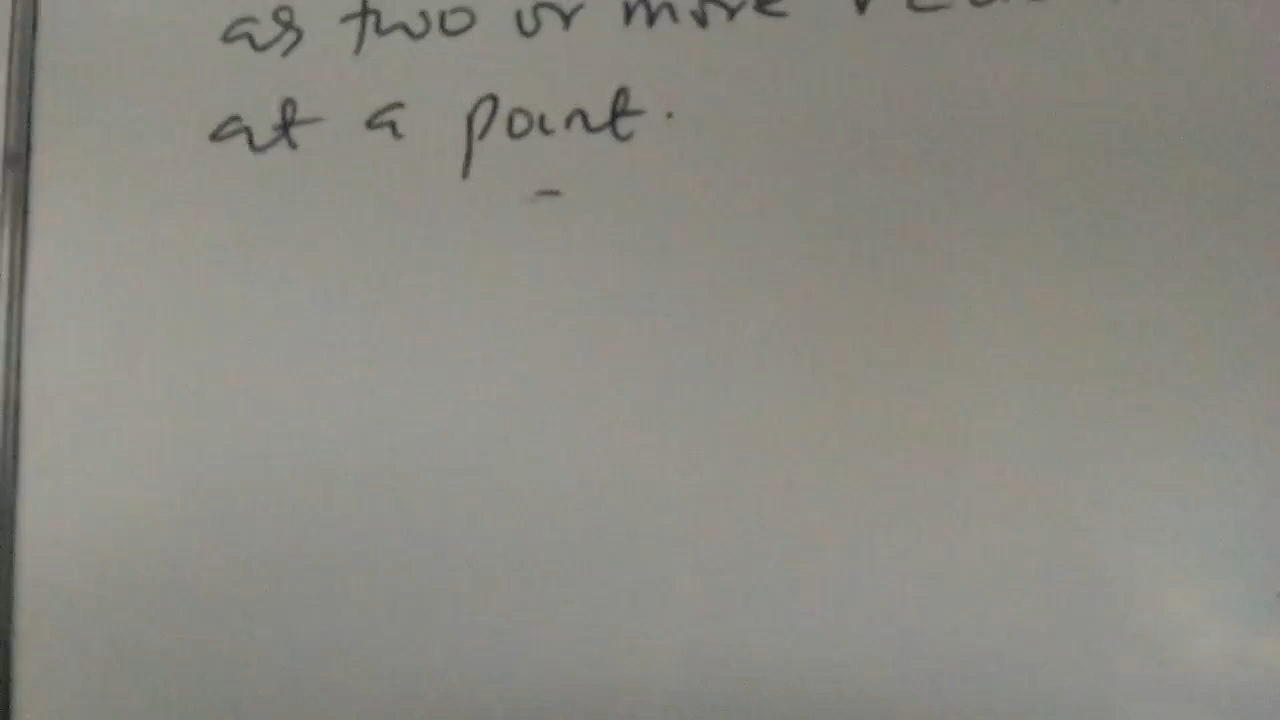 as two or more
at a point.